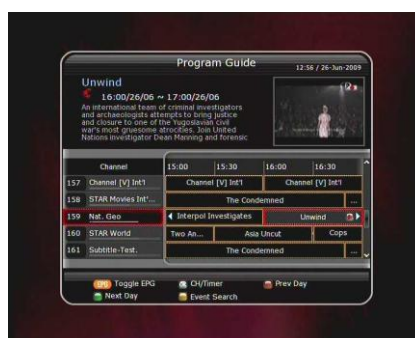 Program Guide
12:56 / 26-Jun-2009
Unwind
16:00/26/06 ~ 17:00/26/06
An international team of criminal investigators
and archaeologists attempts to bring justice
and closure to one of the Yugoslavian civil
war's most gruesome atrocities. Join United
Nations investigator Dean Manning and forensic
Channel 15:00 15:30 16:00 16:30
157 Channel [V] Int'l Channel [V] Int'l Channel [V] Int'l
158 STAR Movies Int'... The Condemned ...
159 Nat. Geo Interpol Investigates Unwind
160 STAR World Two An... Asia Uncut Cops
161 Subtitle-Test. The Condemned ...
EPG Toggle EPG CH/Timer Prev Day
Next Day Event Search